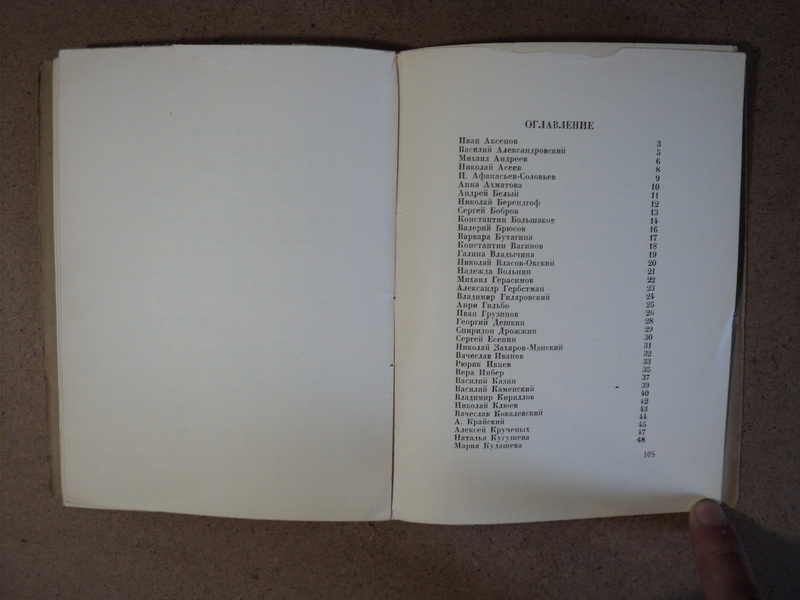 ОГЛАВЛЕНИЕ
Иван Аксенов 3
Василий Александровский 5
Михаил Андреев 6
Николай Асеев 8
И. Афанасьев-Соловьев 9
Анна Ахматова 10
Андрей Белый 11
Николай Берендгоф 12
Сергей Бобров 13
Константин Большаков 14
Валерий Брюсов 16
Варвара Бутягина 17
Константин Вагинов 18
Галина Владычина 19
Николай Власов-Окский 20
Надежда Вольпин 21
Михаил Герасимов 22
Александр Гербстман 23
Владимир Гиляровский 24
Анри Гильбо 25
Иван Грузинов 26
Георгий Дешкин 28
Спиридон Дрожжин 29
Сергей Есенин 30
Николай Захаров-Мэнский 31
Вячеслав Иванов 32
Рюрик Ивнев 33
Вера Инбер 35
Василий Казин 37
Василий Каменский 39
Владимир Кириллов 40
Николай Клюев 42
Вячеслав Ковалевский 43
А. Крайский 44
Алексей Крученых 45
Наталья Кугушева 47
Мария Кудашева 48
105